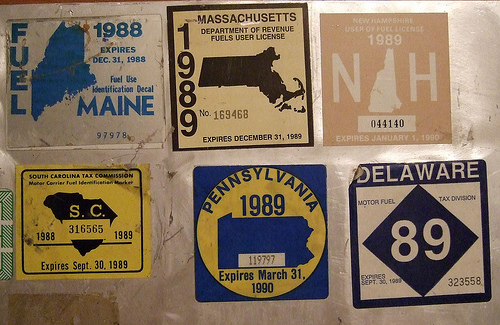 FUEL
1988
EXPIRES
DEC. 31, 1988
Fuel Use
Identification Decal
MAINE
97978
MASSACHUSETTS
DEPARTMENT OF REVENUE
FUELS USER LICENSE
1989
No. 169468
EXPIRES DECEMBER 31, 1989
NEW HAMPSHIRE
USER OF FUEL LICENSE
1989
N H
044140
EXPIRES JANUARY 1, 1990
SOUTH CAROLINA TAX COMMISSION
Motor Carrier Fuel Identification Marker
S. C.
316565
1988 1989
Expires Sept. 30, 1989
PENNSYLVANIA
1989
119797
Expires March 31,
1990
DELAWARE
MOTOR FUEL TAX DIVISION
89
EXPIRES
SEPT. 30, 1989
323558